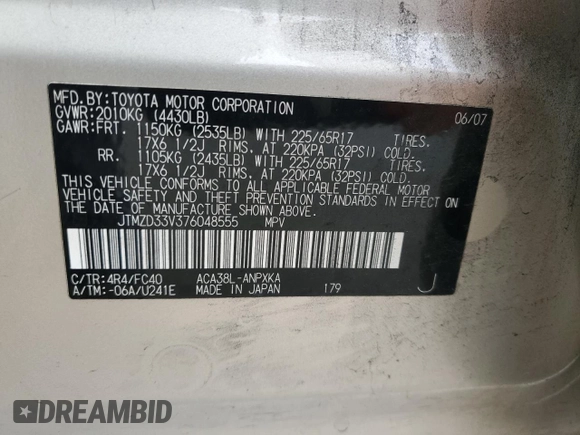 MFD.BY:TOYOTA MOTOR CORPORATION 06/07
GVWR:2010KG (4430LB)
GAWR:FRT. 1150KG (2535LB) WITH 225/65R17 TIRES.
17X6 1/2J RIMS. AT 220KPA (32PSI) COLD.
RR. 1105KG (2435LB) WITH 225/65R17 TIRES.
17X6 1/2J RIMS. AT 220KPA (32PSI) COLD.
THIS VEHICLE CONFORMS TO ALL APPLICABLE FEDERAL MOTOR
VEHICLE SAFETY AND THEFT PREVENTION STANDARDS IN EFFECT ON
THE DATE OF MANUFACTURE SHOWN ABOVE.
JTMZD33V376048555 MPV
C/TR:4R4/FC40 ACA38L-ANPXKA
A/TM:-06A/U241E MADE IN JAPAN 179 J
DREAMBID